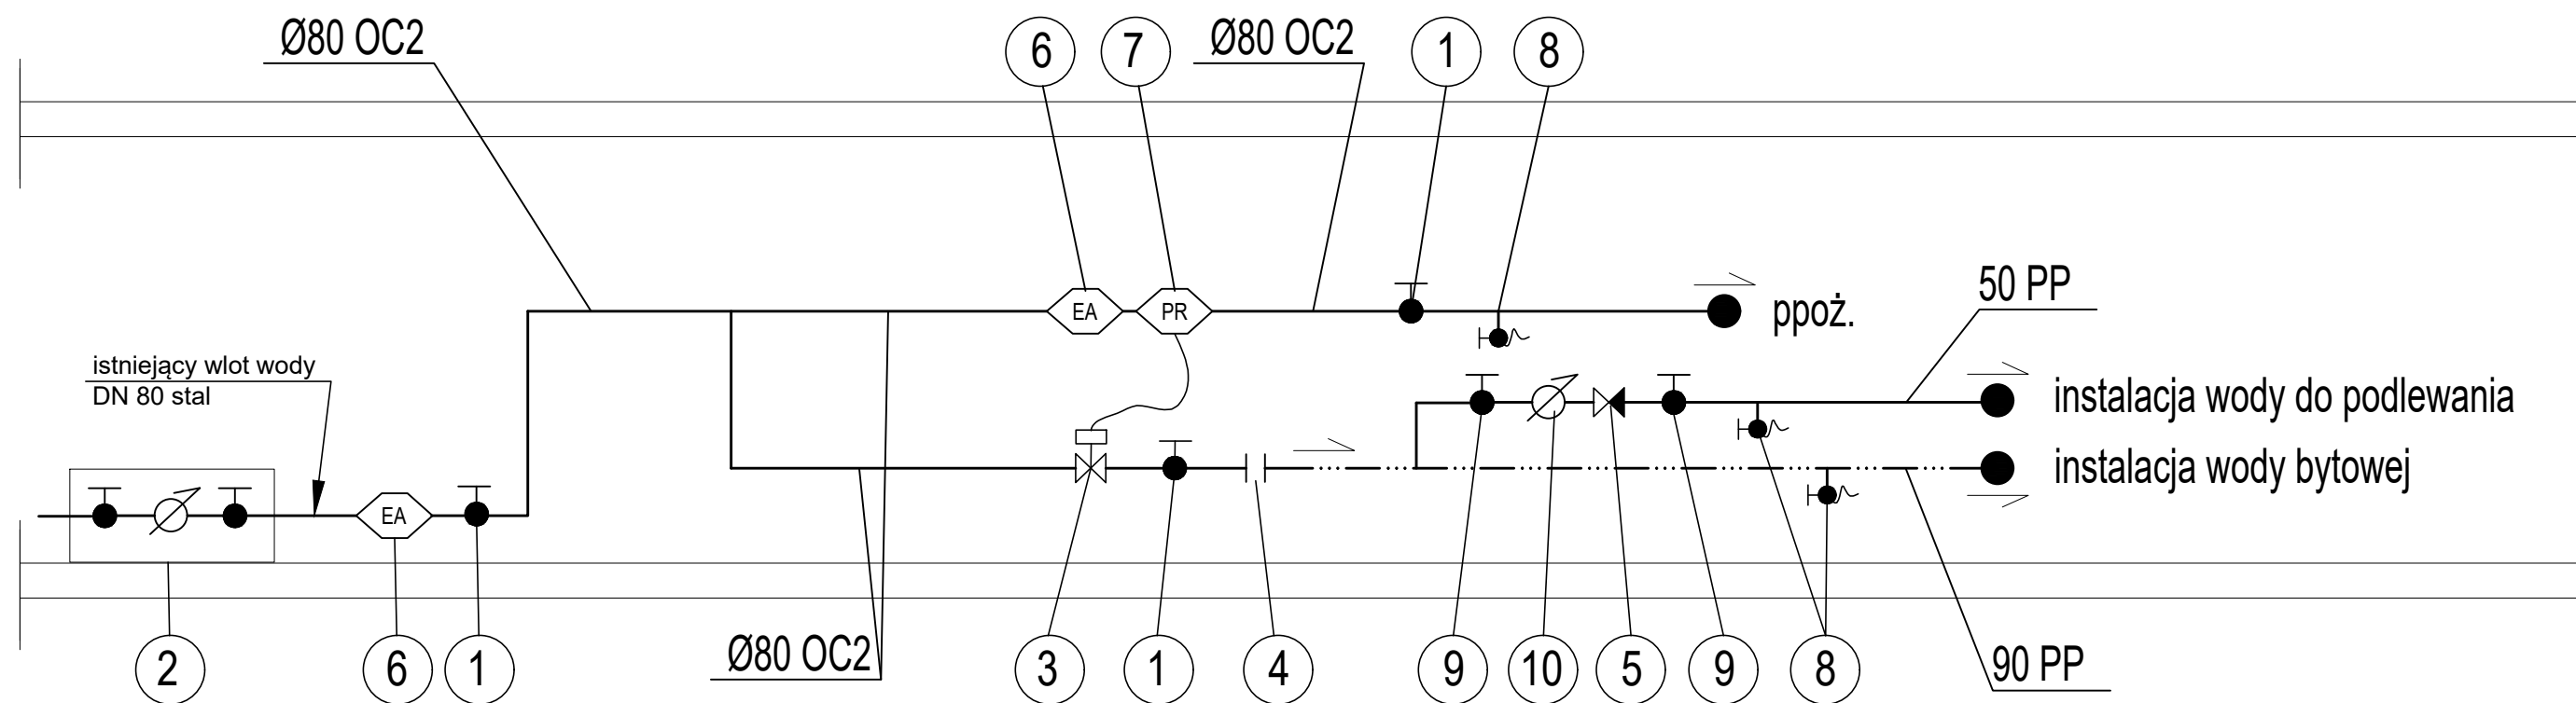 Ø80 OC2
6
7
Ø80 OC2
1
8
50 PP
EA
PR
ppoż.
istniejący wlot wody
DN 80 stal
instalacja wody do podlewania
instalacja wody bytowej
EA
2
6
1
Ø80 OC2
3
1
4
9
10
5
9
8
90 PP